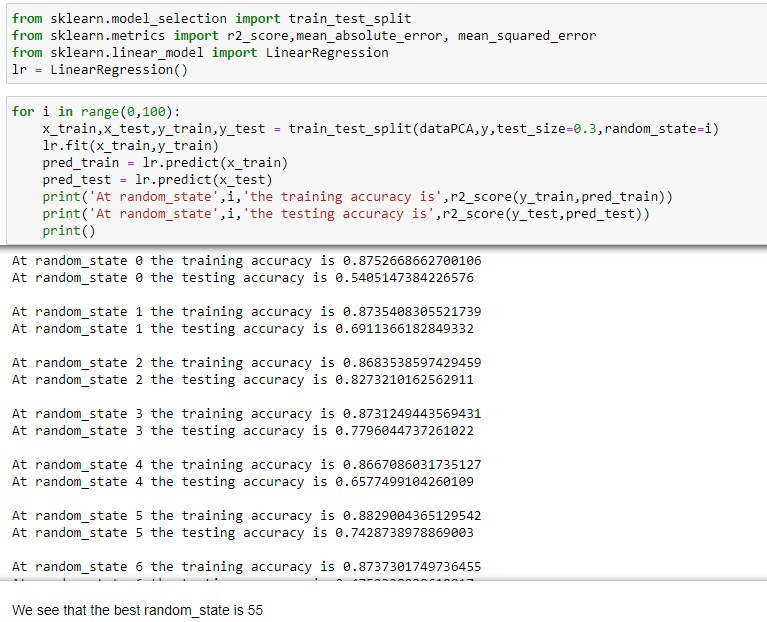 from sklearn.model_selection import train_test_split
from sklearn.metrics import r2_score,mean_absolute_error, mean_squared_error
from sklearn.linear_model import LinearRegression
lr = LinearRegression()
for i in range(0,100):
    x_train,x_test,y_train,y_test = train_test_split(dataPCA,y,test_size=0.3,random_state=i)
    lr.fit(x_train,y_train)
    pred_train = lr.predict(x_train)
    pred_test = lr.predict(x_test)
    print('At random_state',i,'the training accuracy is',r2_score(y_train,pred_train))
    print('At random_state',i,'the testing accuracy is',r2_score(y_test,pred_test))
    print()
At random_state 0 the training accuracy is 0.8752668662700106
At random_state 0 the testing accuracy is 0.5405147384226576
At random_state 1 the training accuracy is 0.8735408305521739
At random_state 1 the testing accuracy is 0.6911366182849332
At random_state 2 the training accuracy is 0.8683538597429459
At random_state 2 the testing accuracy is 0.8273210162562911
At random_state 3 the training accuracy is 0.8731249443569431
At random_state 3 the testing accuracy is 0.7796044737261022
At random_state 4 the training accuracy is 0.8667086031735127
At random_state 4 the testing accuracy is 0.6577499104260109
At random_state 5 the training accuracy is 0.8829004365129542
At random_state 5 the testing accuracy is 0.7428738978869003
At random_state 6 the training accuracy is 0.8737301749736455
We see that the best random_state is 55